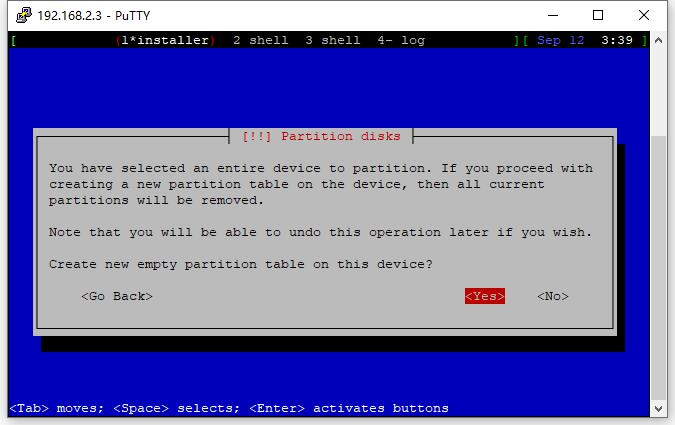 192.168.2.3 - PuTTY
[ (1*installer) 2 shell 3 shell 4- log ][ Sep 12 3:39 ]
[!!] Partition disks
You have selected an entire device to partition. If you proceed with
creating a new partition table on the device, then all current
partitions will be removed.
Note that you will be able to undo this operation later if you wish.
Create new empty partition table on this device?
<Go Back> <Yes> <No>
<Tab> moves; <Space> selects; <Enter> activates buttons